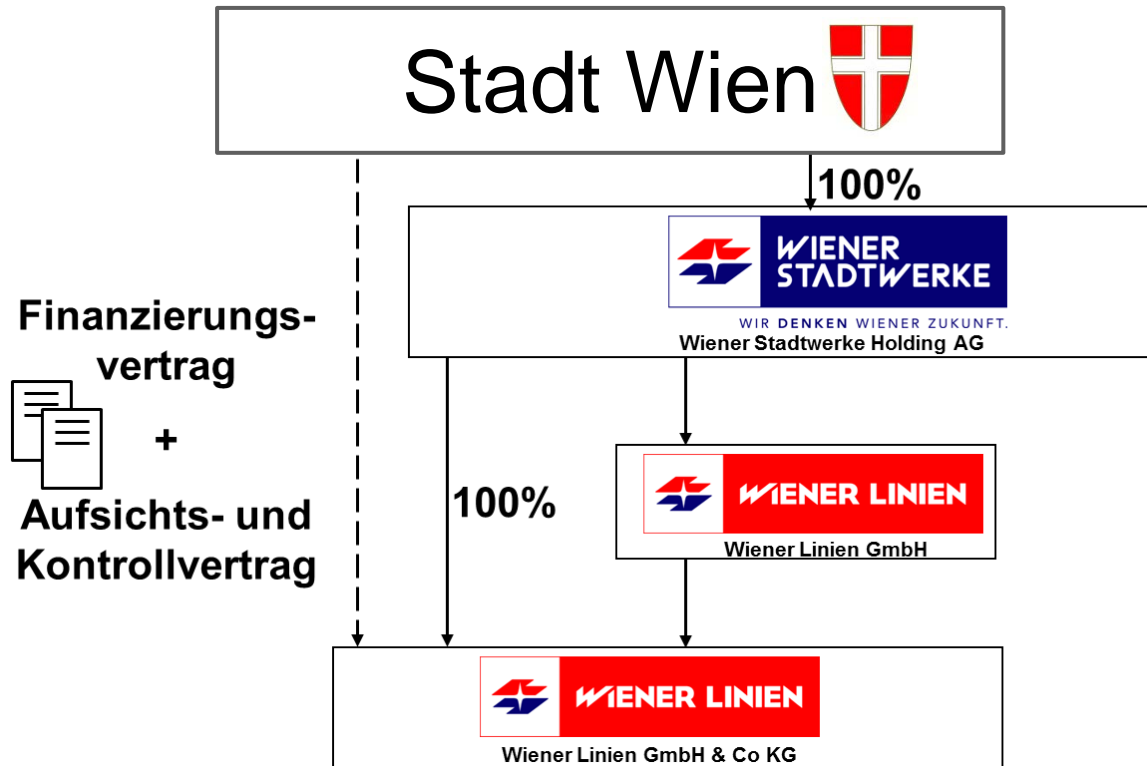 Stadt Wien
100%
WIENER
STADTWERKE
WIR DENKEN WIENER ZUKUNFT.
Wiener Stadtwerke Holding AG
Finanzierungs-
vertrag
+
Aufsichts- und
Kontrollvertrag
100%
WIENER LINIEN
Wiener Linien GmbH
WIENER LINIEN
Wiener Linien GmbH & Co KG